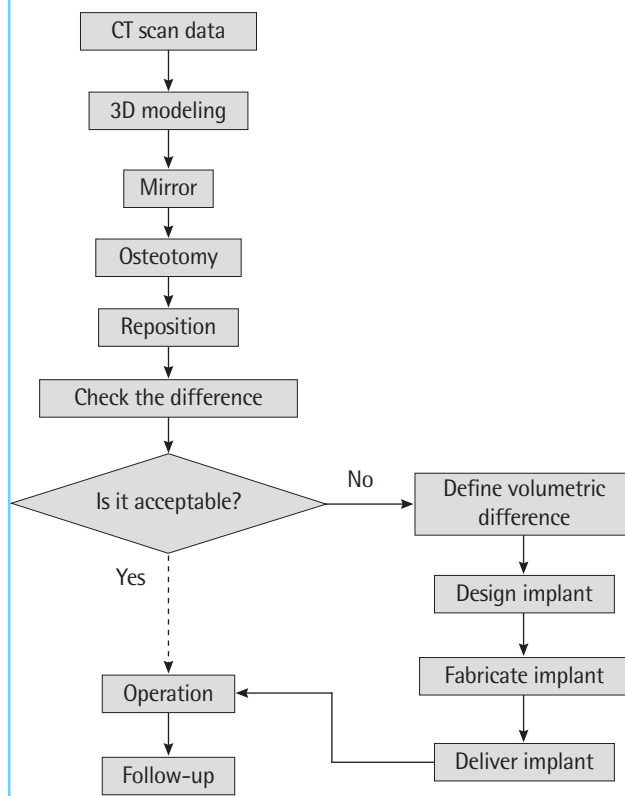 CT scan data
3D modeling
Mirror
Osteotomy
Reposition
Check the difference
Is it acceptable?
No
Define volumetric
difference
Yes
Design implant
Fabricate implant
Operation
Deliver implant
Follow-up